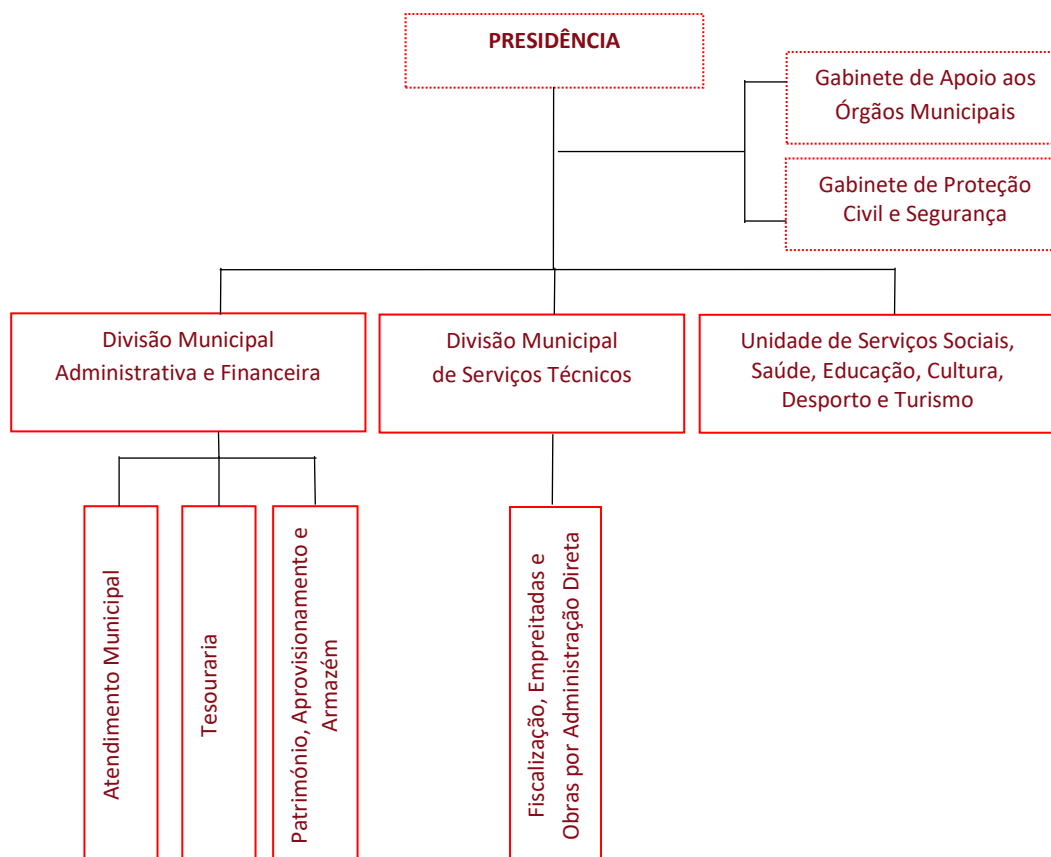 PRESIDÊNCIA
Gabinete de Apoio aos
Órgãos Municipais
Gabinete de Proteção
Civil e Segurança
Divisão Municipal
Administrativa e Financeira
Divisão Municipal
de Serviços Técnicos
Unidade de Serviços Sociais,
Saúde, Educação, Cultura,
Desporto e Turismo
Atendimento Municipal
Tesouraria
Património, Aprovisionamento e
Armazém
Fiscalização, Empreitadas e
Obras por Administração Direta